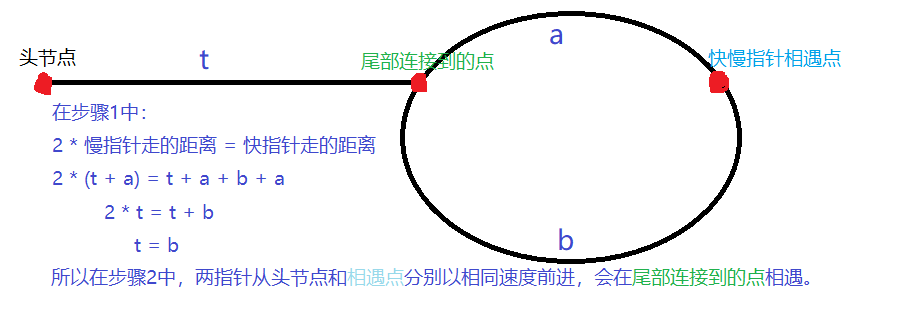 a
头节点
t
尾部连接到的点
快慢指针相遇点
在步骤1中：
2 * 慢指针走的距离 = 快指针走的距离
2 * (t + a) = t + a + b + a
2 * t = t + b
t = b
b
所以在步骤2中，两指针从头节点和相遇点分别以相同速度前进，会在尾部连接到的点相遇。